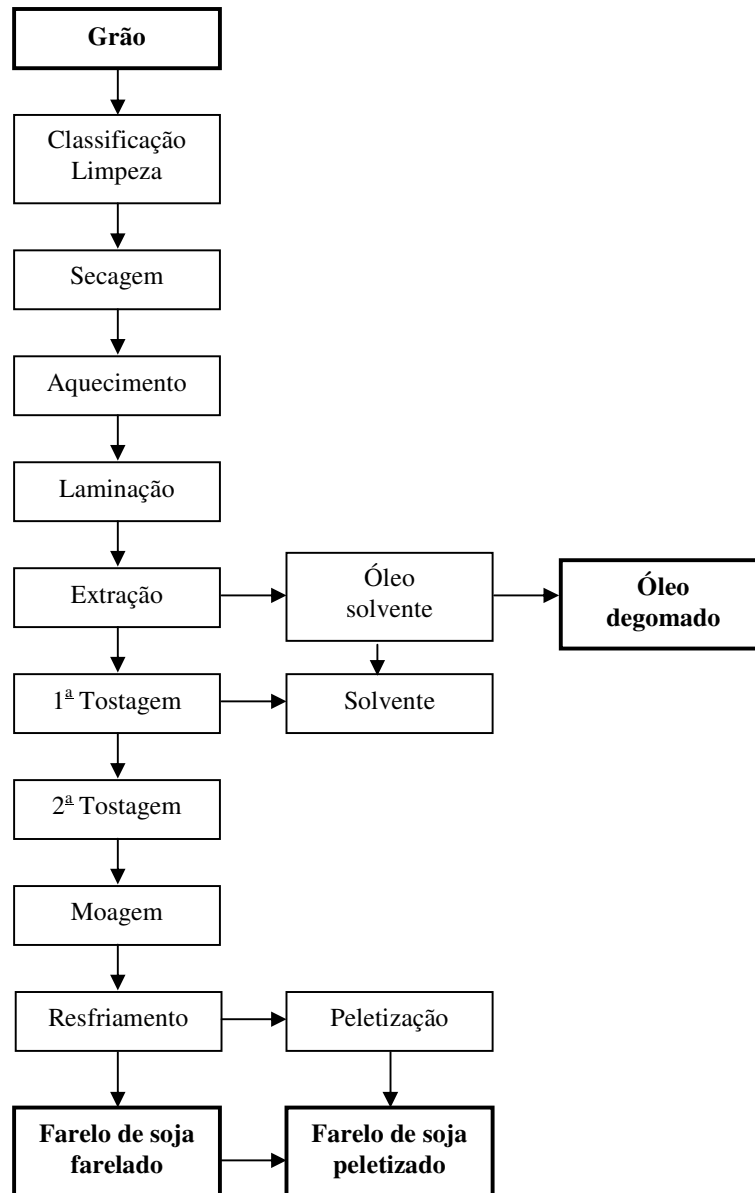 Grão
Classificação
Limpeza
Secagem
Aquecimento
Laminação
Extração
Óleo
solvente
Óleo
degomado
1ª Tostagem
Solvente
2ª Tostagem
Moagem
Resfriamento
Peletização
Farelo de soja
farelado
Farelo de soja
peletizado